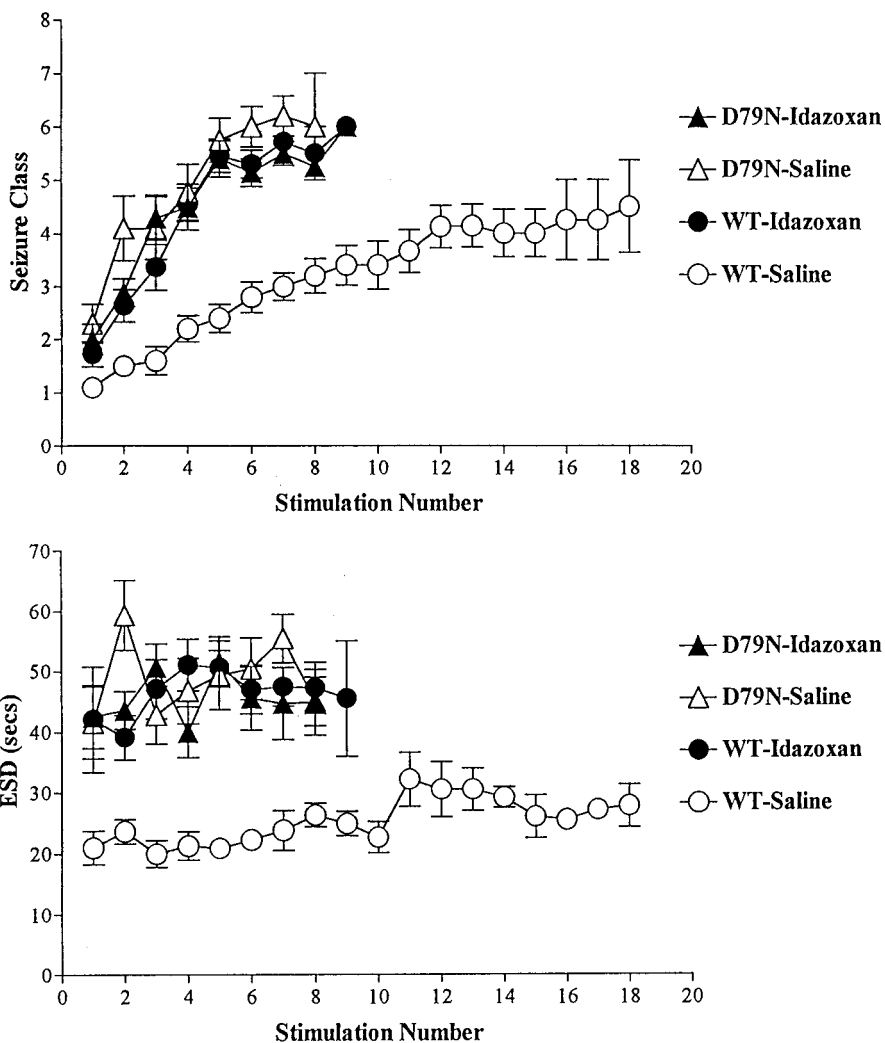 8
7
6
5
4
3
2
1
0
Seizure Class
0 2 4 6 8 10 12 14 16 18 20
Stimulation Number
D79N-Idazoxan
D79N-Saline
WT-Idazoxan
WT-Saline
70
60
50
40
30
20
10
0
ESD (secs)
0 2 4 6 8 10 12 14 16 18 20
Stimulation Number
D79N-Idazoxan
D79N-Saline
WT-Idazoxan
WT-Saline